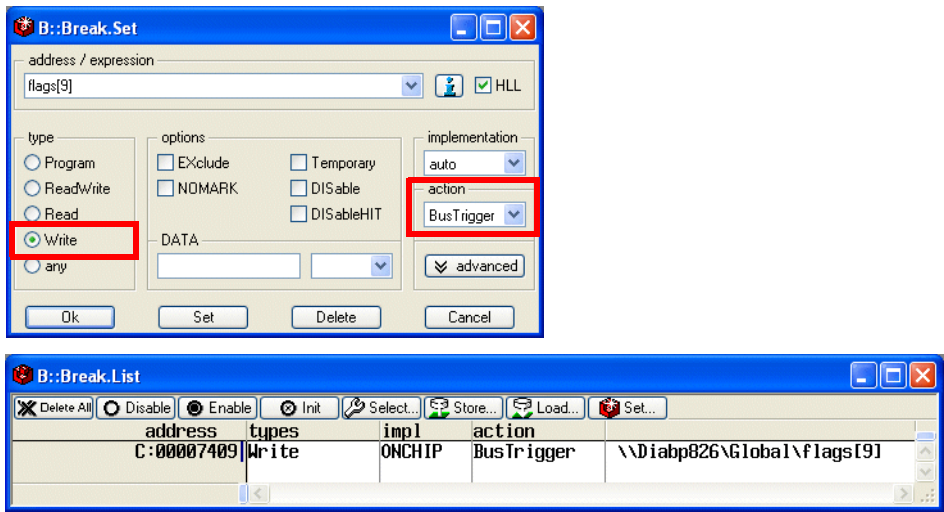 B::Break.Set
address / expression
flags[9]
HLL
type
options
implementation
Program
EXclude
Temporary
auto
ReadWrite
NOMARK
DISable
action
Read
DISableHIT
BusTrigger
Write
DATA
any
advanced
Ok
Set
Delete
Cancel
B::Break.List
Delete All
Disable
Enable
Init
Select...
Store...
Load...
Set...
address types impl action
C:00007409 Write ONCHIP BusTrigger \\Diabp826\Global\flags[9]